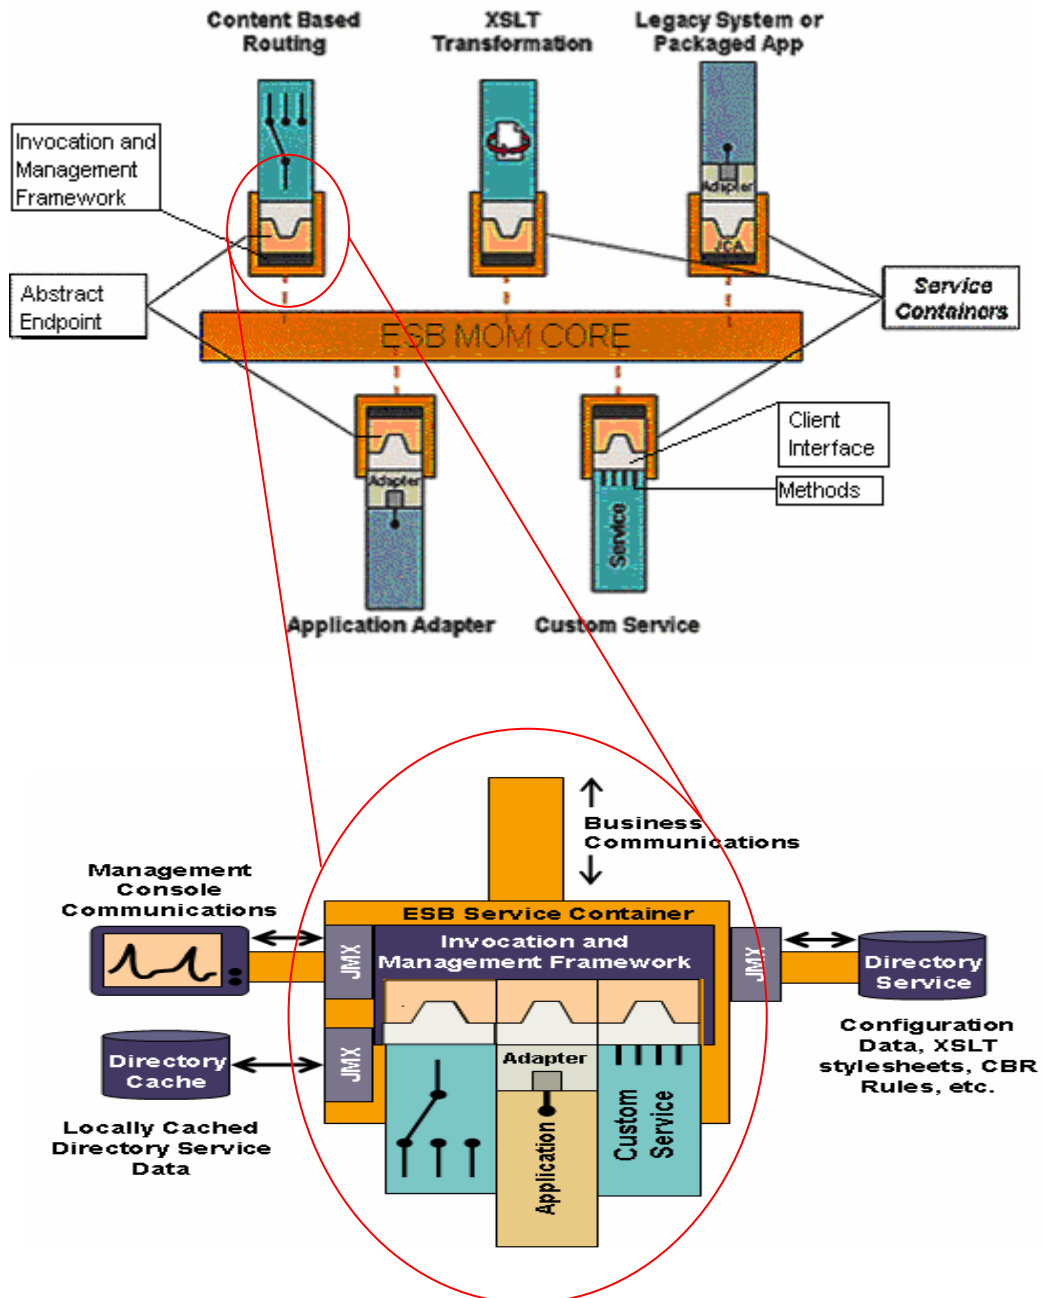 Content Based
Routing
XSLT
Transformation
Legacy System or
Packaged App
Invocation and
Management
Framework
Adapter
JCA
Abstract
Endpoint
Service
Containers
ESB MOM CORE
Client
Interface
Adapter
Methods
Service
Application Adapter
Custom Service
Business
Communications
Management
Console
Communications
ESB Service Container
Invocation and
Management Framework
JMX
JMX
Directory
Service
Configuration
Data, XSLT
stylesheets, CBR
Rules, etc.
Directory
Cache
JMX
Adapter
Locally Cached
Directory Service
Data
Application
Custom
Service